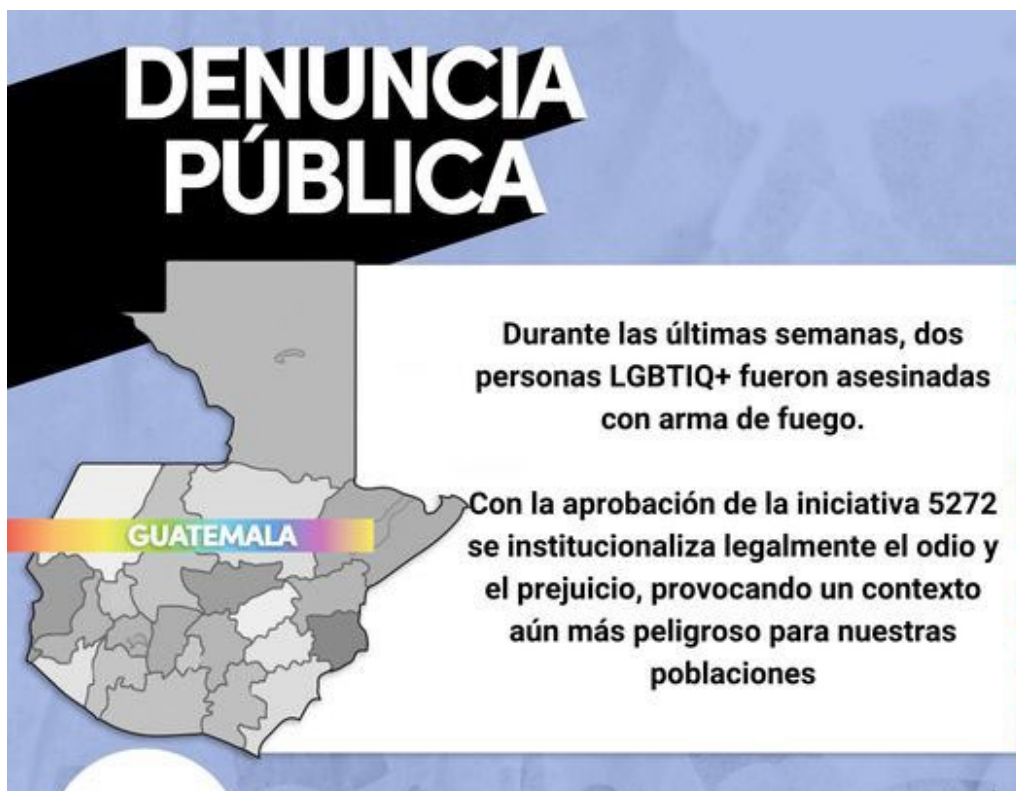 DENUNCIA
PÚBLICA
Durante las últimas semanas, dos
personas LGBTIQ+ fueron asesinadas
con arma de fuego.
Con la aprobación de la iniciativa 5272
se institucionaliza legalmente el odio y
el prejuicio, provocando un contexto
aún más peligroso para nuestras
poblaciones
GUATEMALA